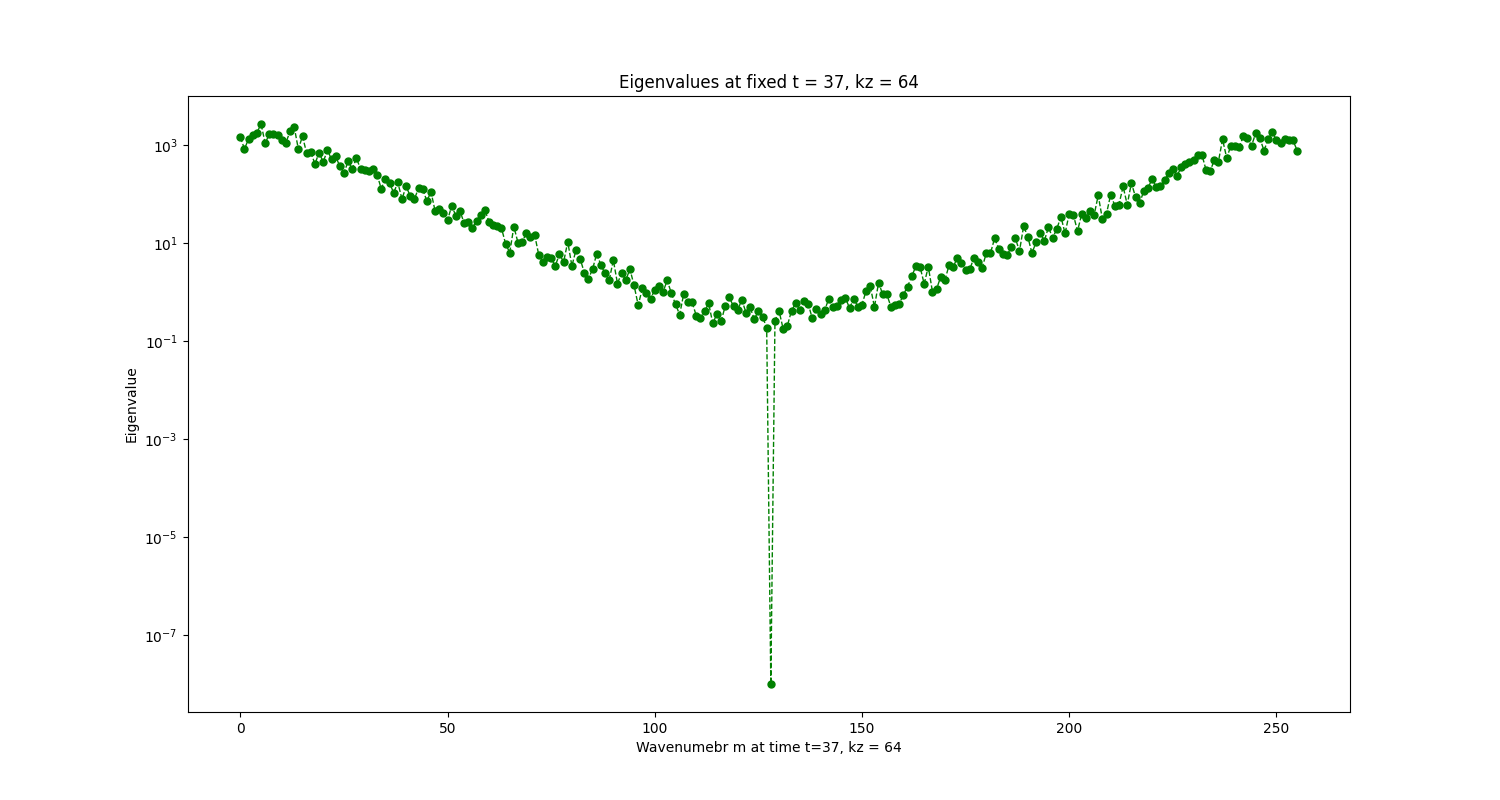 Eigenvalues at fixed t = 37, kz = 64
10³
10¹
10⁻¹
10⁻³
10⁻⁵
10⁻⁷
Eigenvalue
0 50 100 150 200 250
Wavenumebr m at time t=37, kz = 64